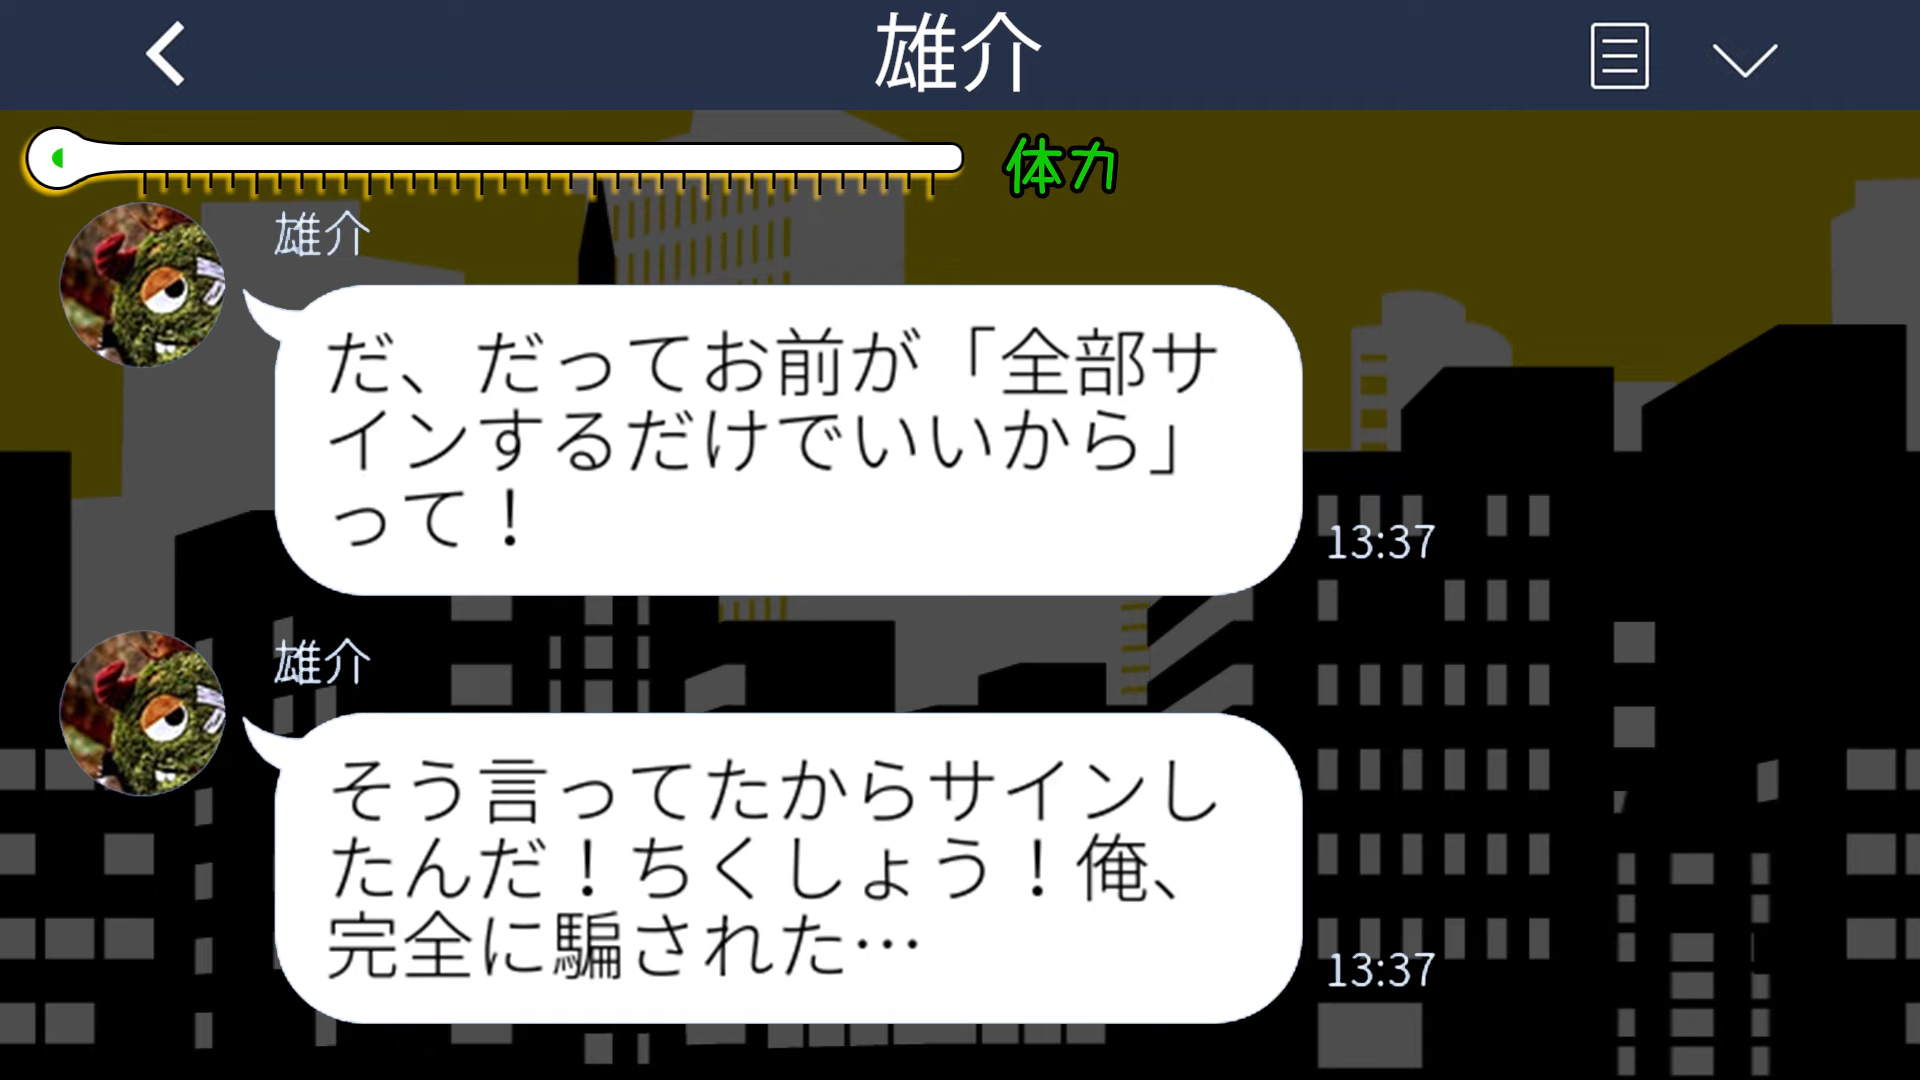 雄介
体力
雄介
だ、だってお前が「全部サ
インするだけでいいから」
って！
13:37
雄介
そう言ってたからサインし
たんだ！ちくしょう！俺、
完全に騙された…
13:37